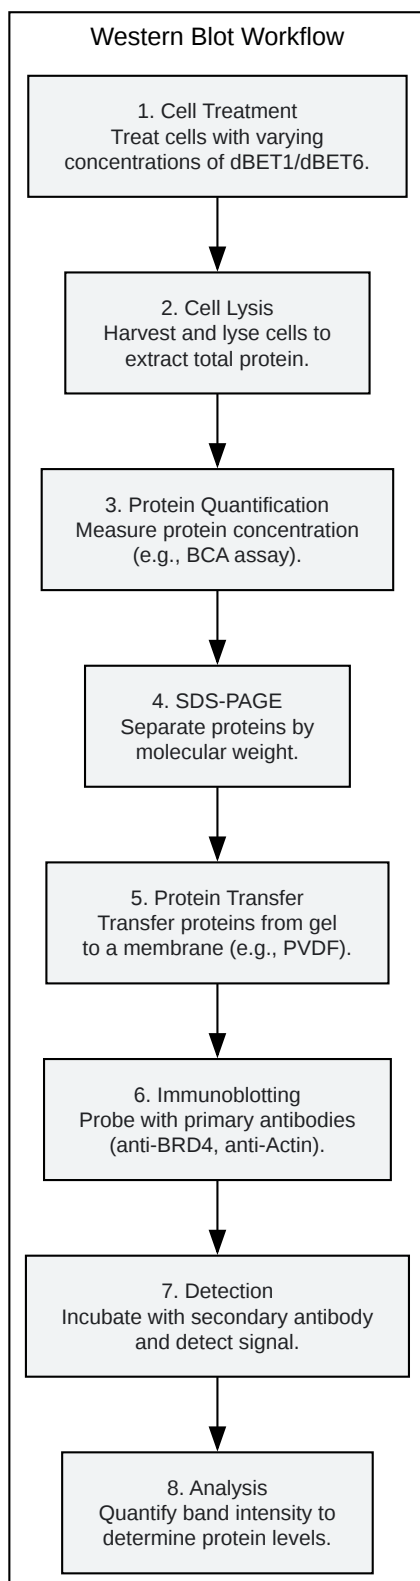 Western Blot Workflow
1. Cell Treatment
Treat cells with varying
concentrations of dBET1/dBET6.
2. Cell Lysis
Harvest and lyse cells to
extract total protein.
3. Protein Quantification
Measure protein concentration
(e.g., BCA assay).
4. SDS-PAGE
Separate proteins by
molecular weight.
5. Protein Transfer
Transfer proteins from gel
to a membrane (e.g., PVDF).
6. Immunoblotting
Probe with primary antibodies
(anti-BRD4, anti-Actin).
7. Detection
Incubate with secondary antibody
and detect signal.
8. Analysis
Quantify band intensity to
determine protein levels.